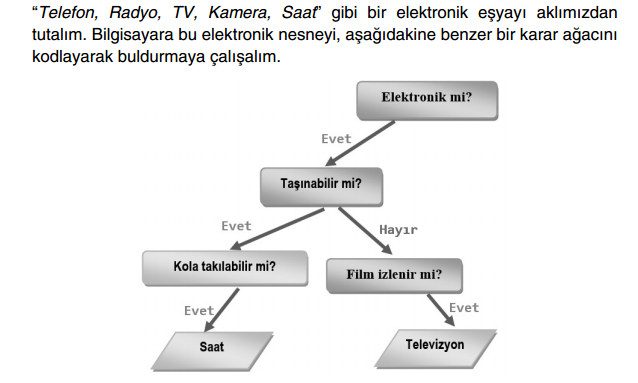 “Telefon, Radyo, TV, Kamera, Saat” gibi bir elektronik eşyayı aklımızdan
tutalım. Bilgisayara bu elektronik nesneyi, aşağıdakine benzer bir karar ağacını
kodlayarak buldurmaya çalışalım.
Elektronik mi?
Evet
Taşınabilir mi?
Evet
Hayır
Kola takılabilir mi?
Film izlenir mi?
Evet
Evet
Saat
Televizyon